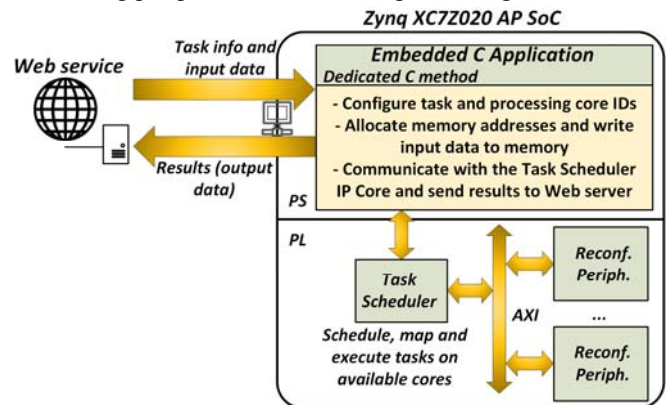 Zynq XC7Z020 AP SoC
Task info and
input data
Web service
Results (output
data)
Embedded C Application
Dedicated C method
- Configure task and processing core IDs
- Allocate memory addresses and write
input data to memory
- Communicate with the Task Scheduler
IP Core and send results to Web server
PS
PL
Task
Scheduler
Schedule, map and
execute tasks on
available cores
AXI
Reconf.
Periph.
...
Reconf.
Periph.